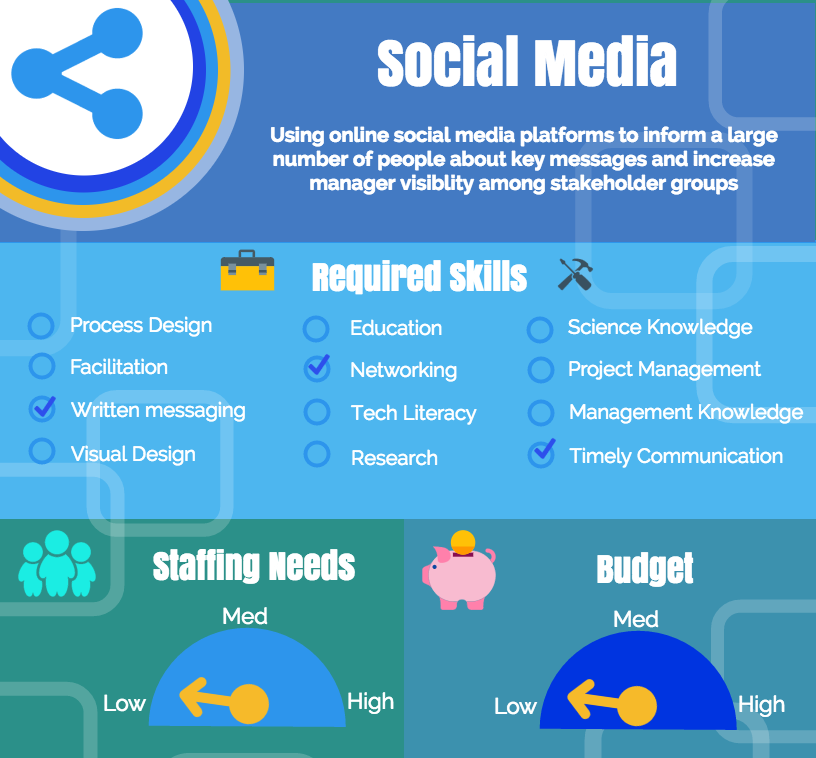 Social Media
Using online social media platforms to inform a large
number of people about key messages and increase
manager visiblity among stakeholder groups
Required Skills
Process Design
Facilitation
Written messaging
Visual Design
Education
Networking
Tech Literacy
Research
Science Knowledge
Project Management
Management Knowledge
Timely Communication
Staffing Needs
Med
Low
High
Budget
Med
Low
High